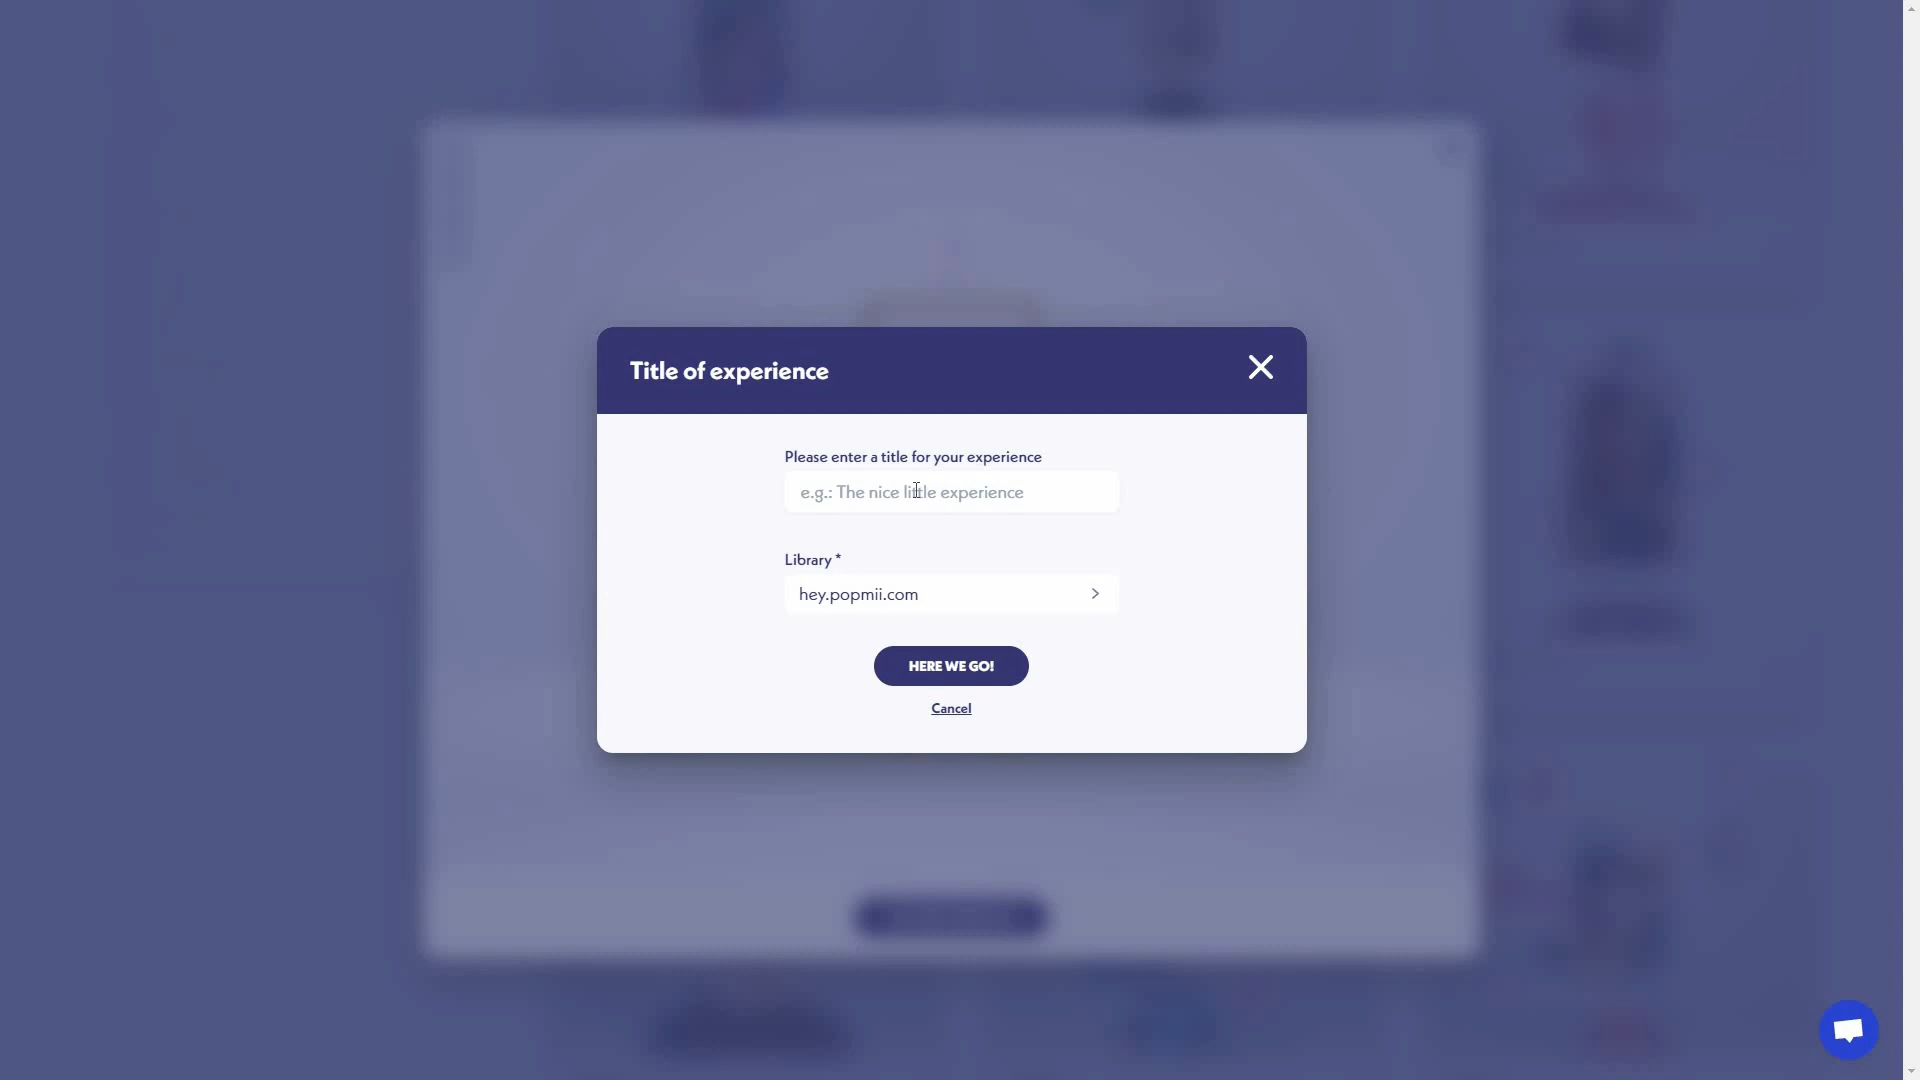 Title of experience
Please enter a title for your experience
e.g.: The nice little experience
Library *
hey.popmii.com
HERE WE GO!
Cancel